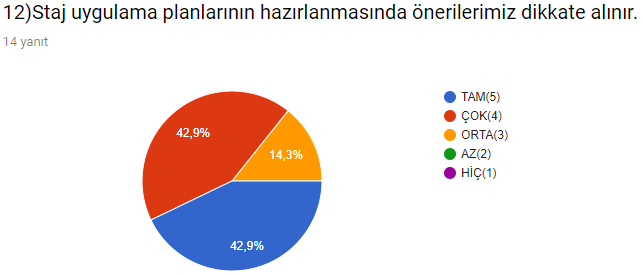 12)Staj uygulama planlarının hazırlanmasında önerilerimiz dikkate alınır.
14 yanıt
TAM(5)
ÇOK(4)
ORTA(3)
AZ(2)
HİÇ(1)
42,9%
14,3%
42,9%